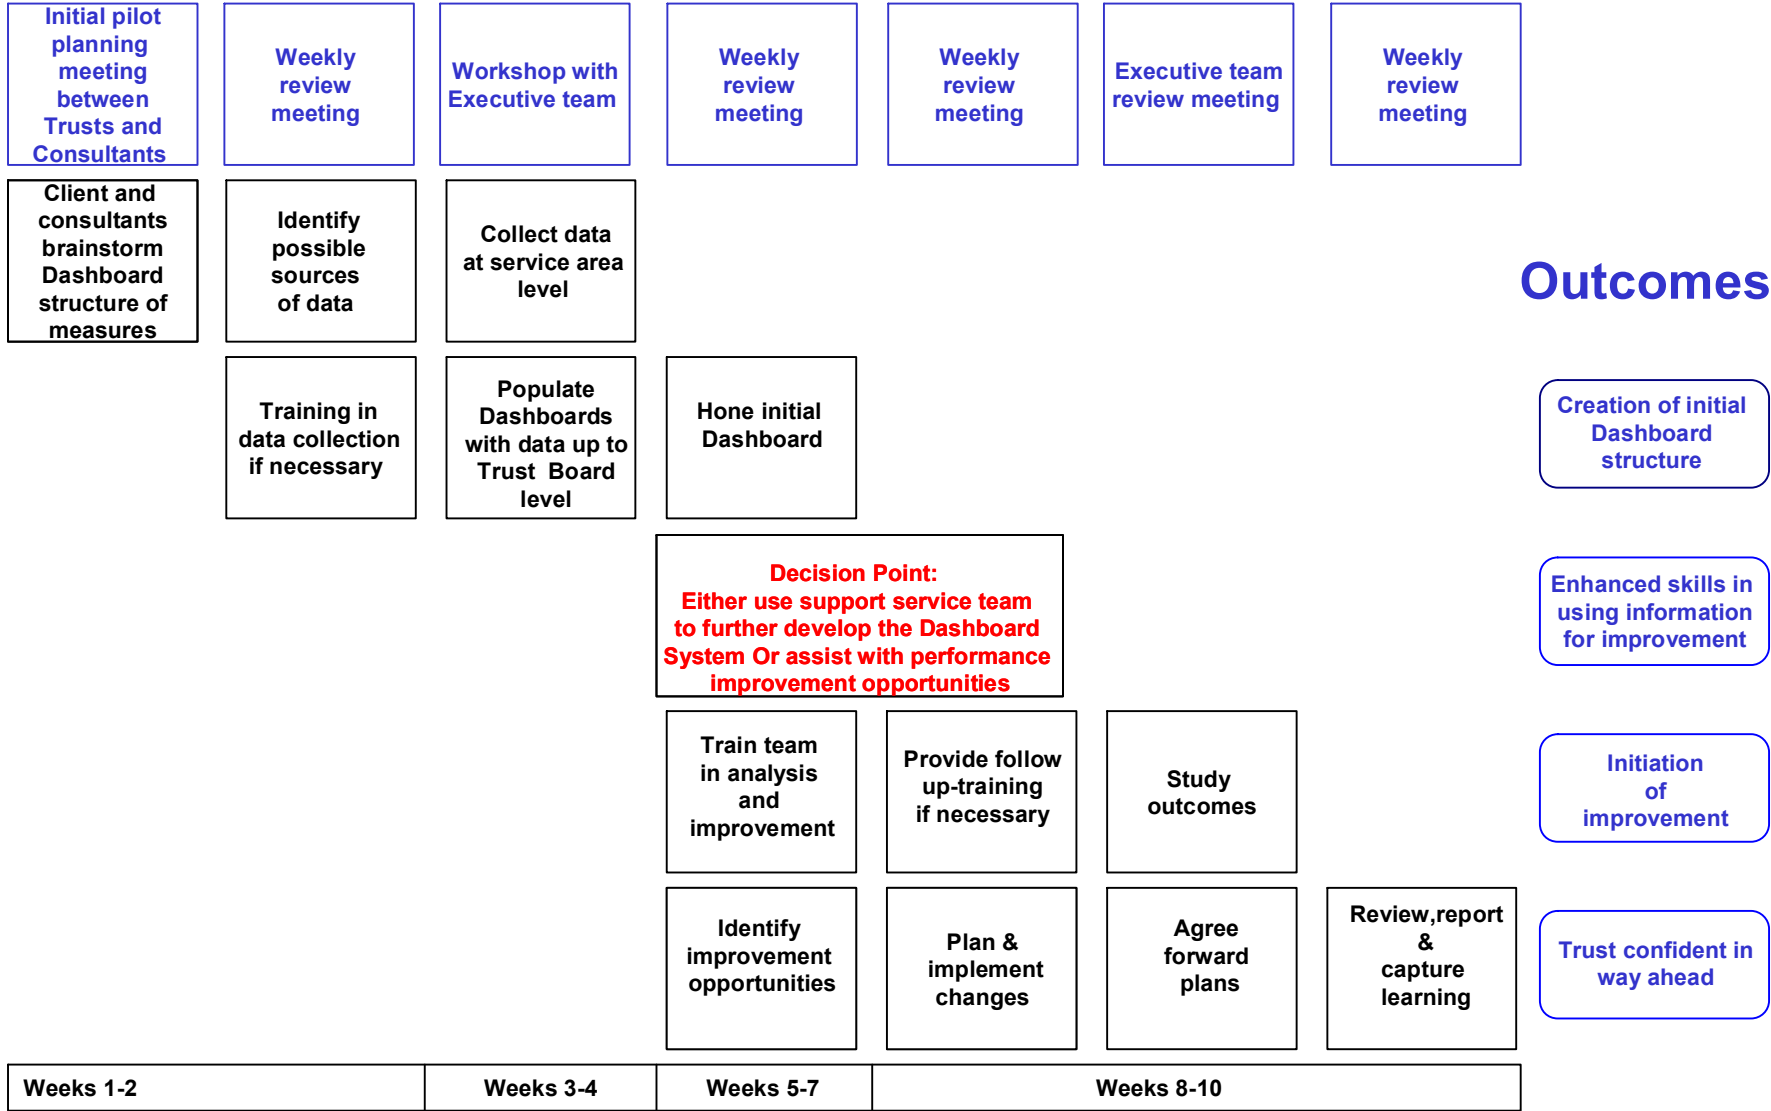 Initial pilot
planning
meeting
between
Trusts and
Consultants
Weekly
review
meeting
Workshop with
Executive team
Weekly
review
meeting
Weekly
review
meeting
Executive team
review meeting
Weekly
review
meeting
Client and
consultants
brainstorm
Dashboard
structure of
measures
Identify
possible
sources
of data
Collect data
at service area
level
Outcomes
Training in
data collection
if necessary
Populate
Dashboards
with data up to
Trust Board
level
Hone initial
Dashboard
Creation of initial
Dashboard
structure
Decision Point:
Either use support service team
to further develop the Dashboard
System Or assist with performance
improvement opportunities
Enhanced skills in
using information
for improvement
Train team
in analysis
and
improvement
Provide follow
up-training
if necessary
Study
outcomes
Initiation
of
improvement
Identify
improvement
opportunities
Plan &
implement
changes
Agree
forward
plans
Review,report
&
capture
learning
Trust confident in
way ahead
Weeks 1-2
Weeks 3-4
Weeks 5-7
Weeks 8-10